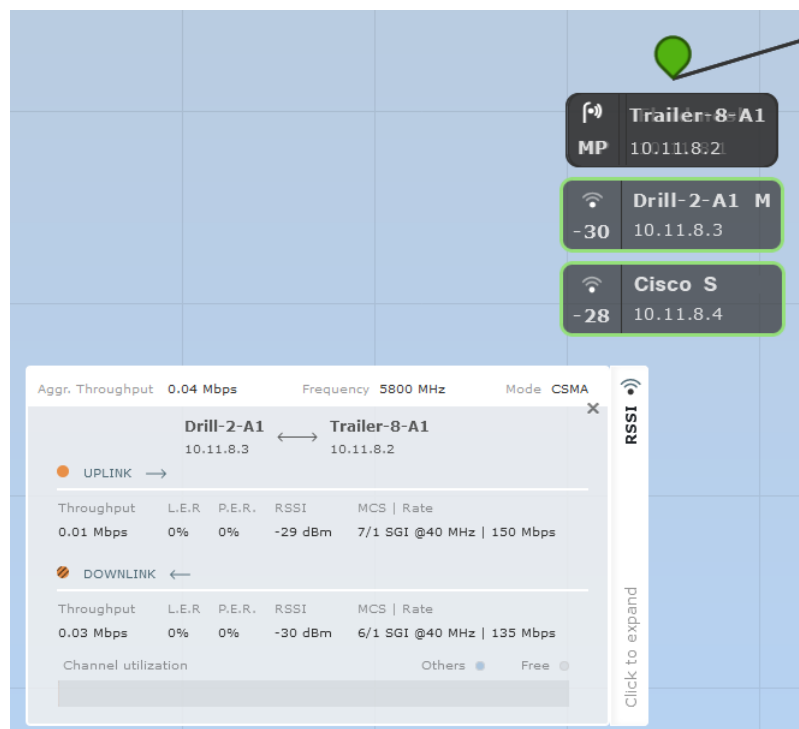 Trailer-8-A1
MP 10.11.8.2
Drill-2-A1 M
-30 10.11.8.3
Cisco S
-28 10.11.8.4
Aggr. Throughput 0.04 Mbps Frequency 5800 MHz Mode CSMA
RSSI
Drill-2-A1 ⟷ Trailer-8-A1
10.11.8.3 10.11.8.2
UPLINK →
Throughput L.E.R P.E.R. RSSI MCS | Rate
0.01 Mbps 0% 0% -29 dBm 7/1 SGI @40 MHz | 150 Mbps
DOWNLINK ←
Throughput L.E.R P.E.R. RSSI MCS | Rate
0.03 Mbps 0% 0% -30 dBm 6/1 SGI @40 MHz | 135 Mbps
Channel utilization Others Free
Click to expand